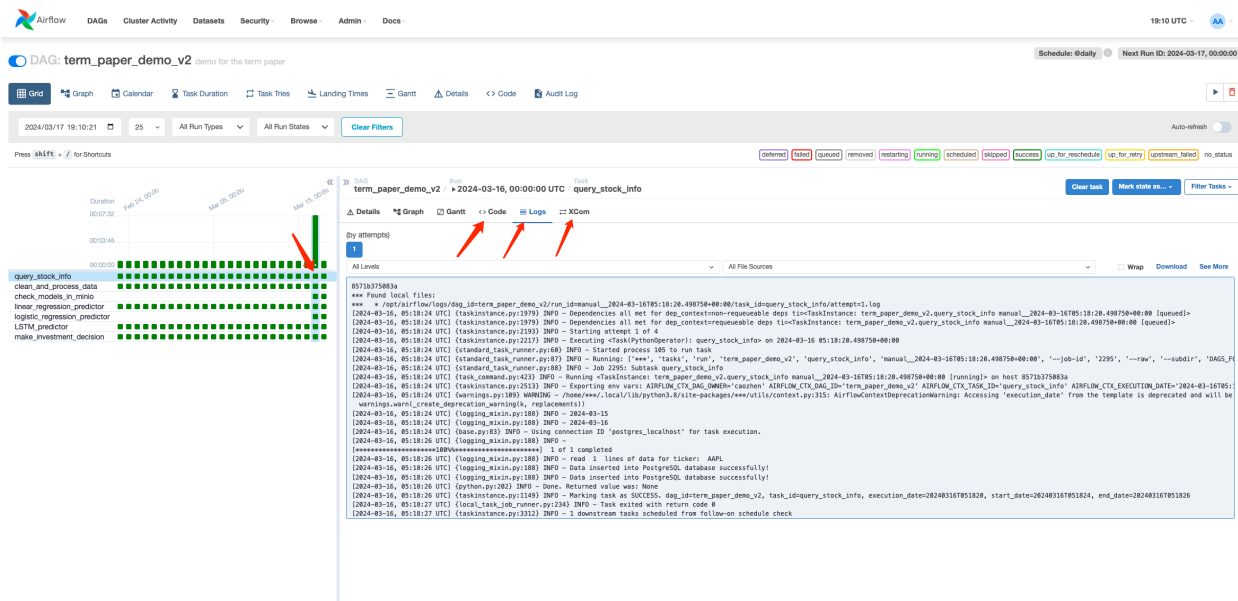 Airflow DAGs Cluster Activity Datasets Security Browse Admin Docs 19:10 UTC AA
DAG: term_paper_demo_v2 demo for the term paper Schedule: @daily Next Run ID: 2024-03-17, 00:00:00
Grid Graph Calendar Task Duration Task Tries Landing Times Gantt Details <> Code Audit Log
2024/03/17 19:10:21 25 All Run Types All Run States Clear Filters Auto-refresh
Press shift + / for Shortcuts deferred failed queued removed restarting running scheduled skipped success up_for_reschedule up_for_retry upstream_failed no_status
Feb 24, 00:00 Mar 05, 00:00 Mar 15, 00:00
Duration
00:07:32
00:03:46
00:00:00
query_stock_info
clean_and_process_data
check_models_in_minio
linear_regression_predictor
logistic_regression_predictor
LSTM_predictor
make_investment_decision
DAG Run Task
term_paper_demo_v2 / 2024-03-16, 00:00:00 UTC / query_stock_info Clear task Mark state as... Filter Tasks
Details Graph Gantt <> Code Logs XCom
(by attempts)
1
All Levels All File Sources Wrap Download See More
8571b375083a
*** Found local files:
*** * /opt/airflow/logs/dag_id=term_paper_demo_v2/run_id=manual__2024-03-16T05:18:20.498750+00:00/task_id=query_stock_info/attempt=1.log
[2024-03-16, 05:18:24 UTC] {taskinstance.py:1979} INFO - Dependencies all met for dep_context=non-requeueable deps ti=<TaskInstance: term_paper_demo_v2.query_stock_info manual__2024-03-16T05:18:20.498750+00:00 [queued]>
[2024-03-16, 05:18:24 UTC] {taskinstance.py:1979} INFO - Dependencies all met for dep_context=requeueable deps ti=<TaskInstance: term_paper_demo_v2.query_stock_info manual__2024-03-16T05:18:20.498750+00:00 [queued]>
[2024-03-16, 05:18:24 UTC] {taskinstance.py:2193} INFO - Starting attempt 1 of 4
[2024-03-16, 05:18:24 UTC] {taskinstance.py:2217} INFO - Executing <Task(PythonOperator): query_stock_info> on 2024-03-16 05:18:20.498750+00:00
[2024-03-16, 05:18:24 UTC] {standard_task_runner.py:60} INFO - Started process 105 to run task
[2024-03-16, 05:18:24 UTC] {standard_task_runner.py:87} INFO - Running: ['***', 'tasks', 'run', 'term_paper_demo_v2', 'query_stock_info', 'manual__2024-03-16T05:18:20.498750+00:00', '--job-id', '2295', '--raw', '--subdir', 'DAGS_FO
[2024-03-16, 05:18:24 UTC] {standard_task_runner.py:88} INFO - Job 2295: Subtask query_stock_info
[2024-03-16, 05:18:24 UTC] {task_command.py:423} INFO - Running <TaskInstance: term_paper_demo_v2.query_stock_info manual__2024-03-16T05:18:20.498750+00:00 [running]> on host 8571b375083a
[2024-03-16, 05:18:24 UTC] {taskinstance.py:2513} INFO - Exporting env vars: AIRFLOW_CTX_DAG_OWNER='caozhen' AIRFLOW_CTX_DAG_ID='term_paper_demo_v2' AIRFLOW_CTX_TASK_ID='query_stock_info' AIRFLOW_CTX_EXECUTION_DATE='2024-03-16T05:
[2024-03-16, 05:18:24 UTC] {warnings.py:109} WARNING - /home/***/.local/lib/python3.8/site-packages/***/utils/context.py:315: AirflowContextDeprecationWarning: Accessing 'execution_date' from the template is deprecated and will be
warnings.warn(_create_deprecation_warning(k, replacements))
[2024-03-16, 05:18:24 UTC] {logging_mixin.py:188} INFO - 2024-03-15
[2024-03-16, 05:18:24 UTC] {logging_mixin.py:188} INFO - 2024-03-16
[2024-03-16, 05:18:24 UTC] {base.py:83} INFO - Using connection ID 'postgres_localhost' for task execution.
[2024-03-16, 05:18:26 UTC] {logging_mixin.py:188} INFO -
[**********************100%%**********************] 1 of 1 completed
[2024-03-16, 05:18:26 UTC] {logging_mixin.py:188} INFO - read 1 lines of data for ticker: AAPL
[2024-03-16, 05:18:26 UTC] {logging_mixin.py:188} INFO - Data inserted into PostgreSQL database successfully!
[2024-03-16, 05:18:26 UTC] {logging_mixin.py:188} INFO - Data inserted into PostgreSQL database successfully!
[2024-03-16, 05:18:26 UTC] {python.py:202} INFO - Done. Returned value was: None
[2024-03-16, 05:18:26 UTC] {taskinstance.py:1149} INFO - Marking task as SUCCESS. dag_id=term_paper_demo_v2, task_id=query_stock_info, execution_date=20240316T051820, start_date=20240316T051824, end_date=20240316T051826
[2024-03-16, 05:18:27 UTC] {local_task_job_runner.py:234} INFO - Task exited with return code 0
[2024-03-16, 05:18:27 UTC] {taskinstance.py:3312} INFO - 1 downstream tasks scheduled from follow-on schedule check